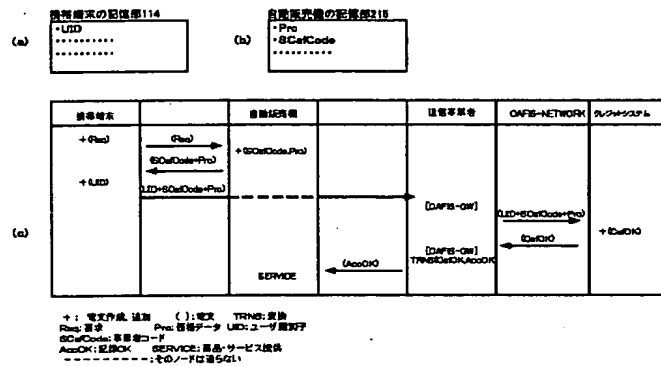 携帯端末の記憶部114
自動販売機の記憶部215
(a)
・UID
・・・・・・・・・・
・・・・・・・・・・
(b)
・Pro
・SCafCode
・・・・・・・・・・
携帯端末
自動販売機
通信事業者
CAFIS-NETWORK
クレジットシステム
+(Req)
(Req)
+(SCafCode,Pro)
(SCafCode+Pro)
+(UID)
(UID+SCafCode+Pro)
[CAFIS-GW]
(UID+SCafCode+Pro)
(c)
(CafOK)
+(CafOK)
[CAFIS-GW]
TRNS(CafOK,AccOK)
(AccOK)
SERVICE
+：電文作成、追加 ( )：電文 TRNS：変換
Req：要求 Pro：価格データ UID：ユーザ識別子
SCafCode：事業者コード
AccOK：記録OK SERVICE：商品・サービス提供
- - - - - - - - - -：そのノードは通らない